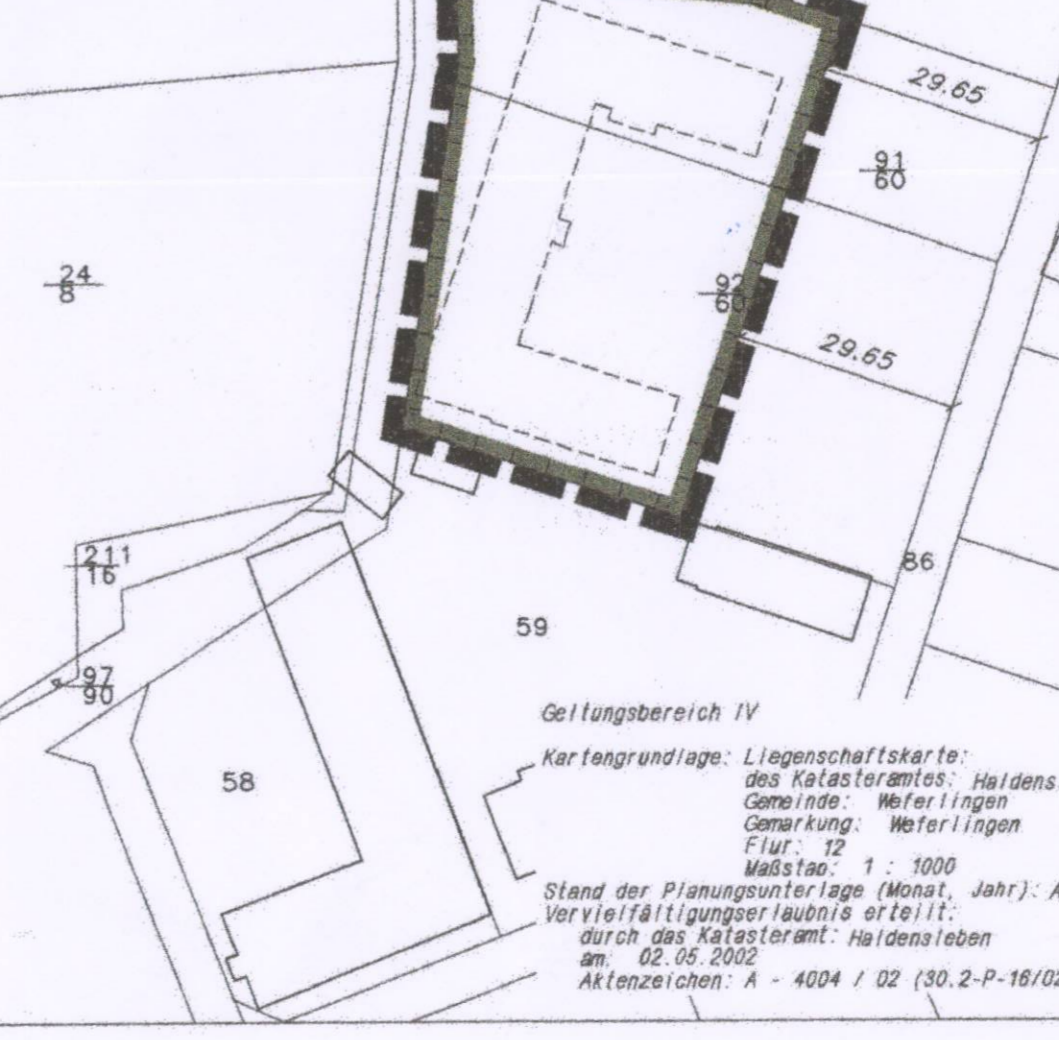 29.65
91
60
24
8
92
60
29.65
211
16
86
59
97
90
58
Geltungsbereich IV
Kartengrundlage: Liegenschaftskarte:
des Katasteramtes: Haldens
Gemeinde: Weferlingen
Gemarkung: Weferlingen
Flur: 12
Maßstab: 1 : 1000
Stand der Planungsunterlage (Monat, Jahr): A
Vervielfältigungserlaubnis erteilt:
durch das Katasteramt: Haldensleben
am: 02.05.2002
Aktenzeichen: A - 4004 / 02 (30.2-P-16/02